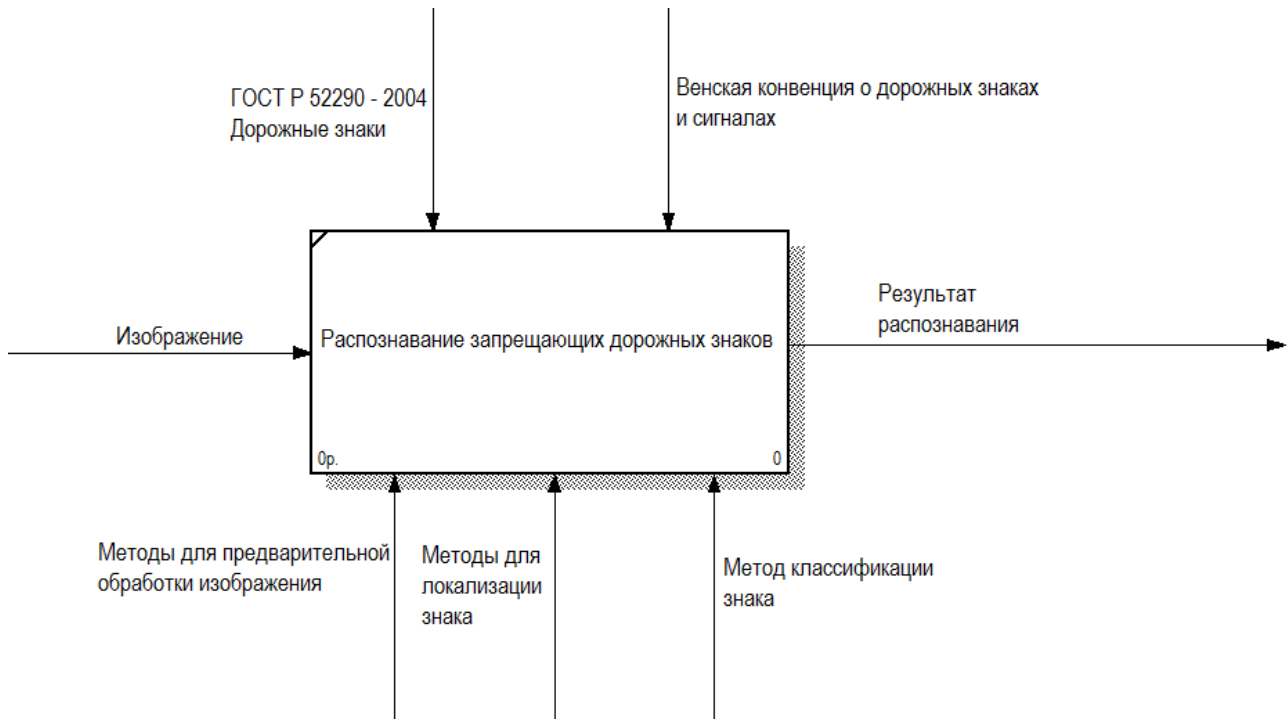 ГОСТ Р 52290 - 2004
Дорожные знаки
Венская конвенция о дорожных знаках
и сигналах
Изображение
Распознавание запрещающих дорожных знаков
Результат
распознавания
0р.
0
Методы для предварительной
обработки изображения
Методы для
локализации
знака
Метод классификации
знака